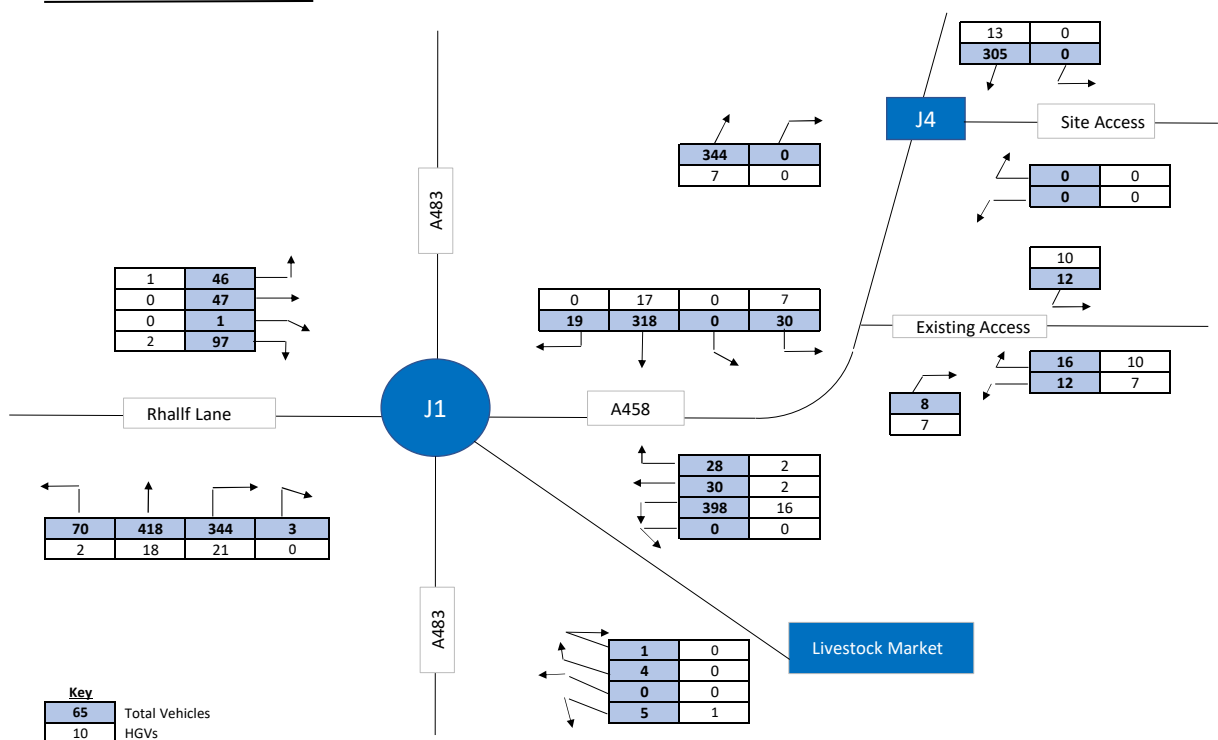 13 0
305 0
J4
Site Access
344 0
7 0
0 0
0 0
A483
10
12
1 46
0 47
0 1
2 97
0 17 0 7
19 318 0 30
Existing Access
16 10
12 7
8
7
Rhallf Lane
J1
A458
28 2
30 2
398 16
0 0
70 418 344 3
2 18 21 0
A483
1 0
4 0
0 0
5 1
Livestock Market
Key
65 Total Vehicles
10 HGVs